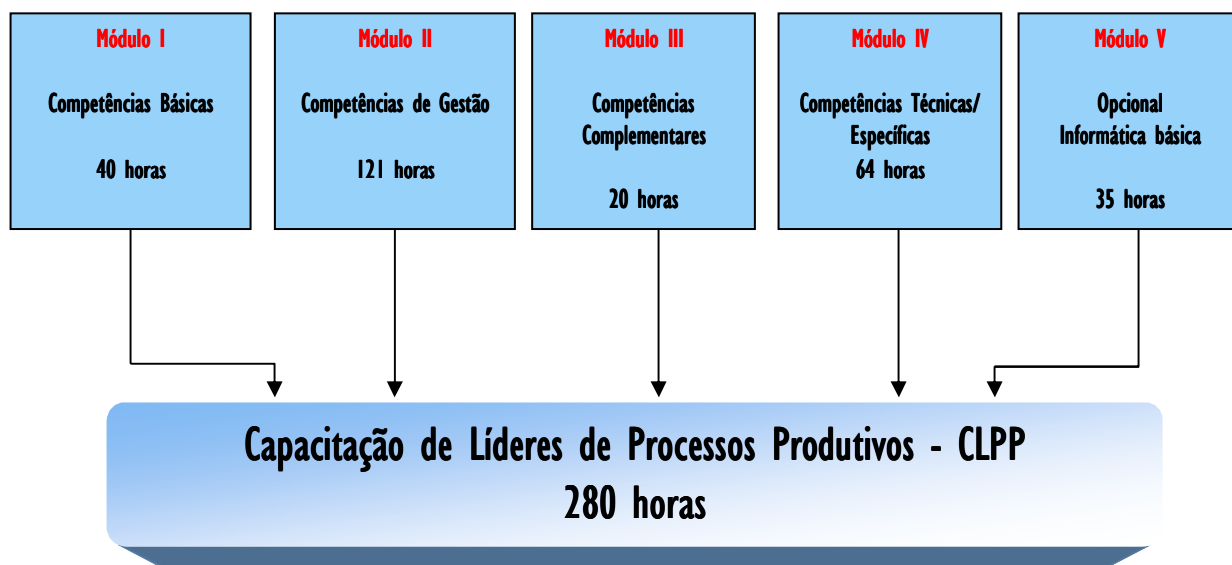 Módulo I
Competências Básicas
40 horas
Módulo II
Competências de Gestão
121 horas
Módulo III
Competências
Complementares
20 horas
Módulo IV
Competências Técnicas/
Específicas
64 horas
Módulo V
Opcional
Informática básica
35 horas
Capacitação de Líderes de Processos Produtivos - CLPP
280 horas